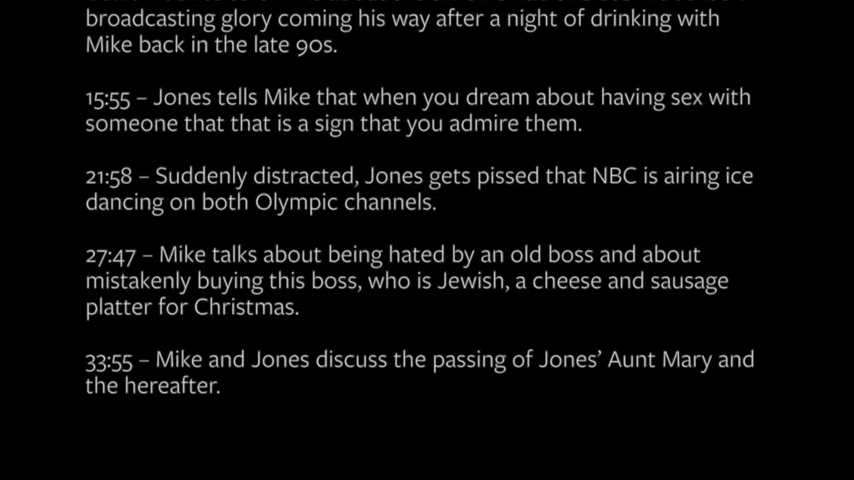 broadcasting glory coming his way after a night of drinking with
Mike back in the late 90s.
15:55 – Jones tells Mike that when you dream about having sex with
someone that that is a sign that you admire them.
21:58 – Suddenly distracted, Jones gets pissed that NBC is airing ice
dancing on both Olympic channels.
27:47 – Mike talks about being hated by an old boss and about
mistakenly buying this boss, who is Jewish, a cheese and sausage
platter for Christmas.
33:55 – Mike and Jones discuss the passing of Jones’ Aunt Mary and
the hereafter.